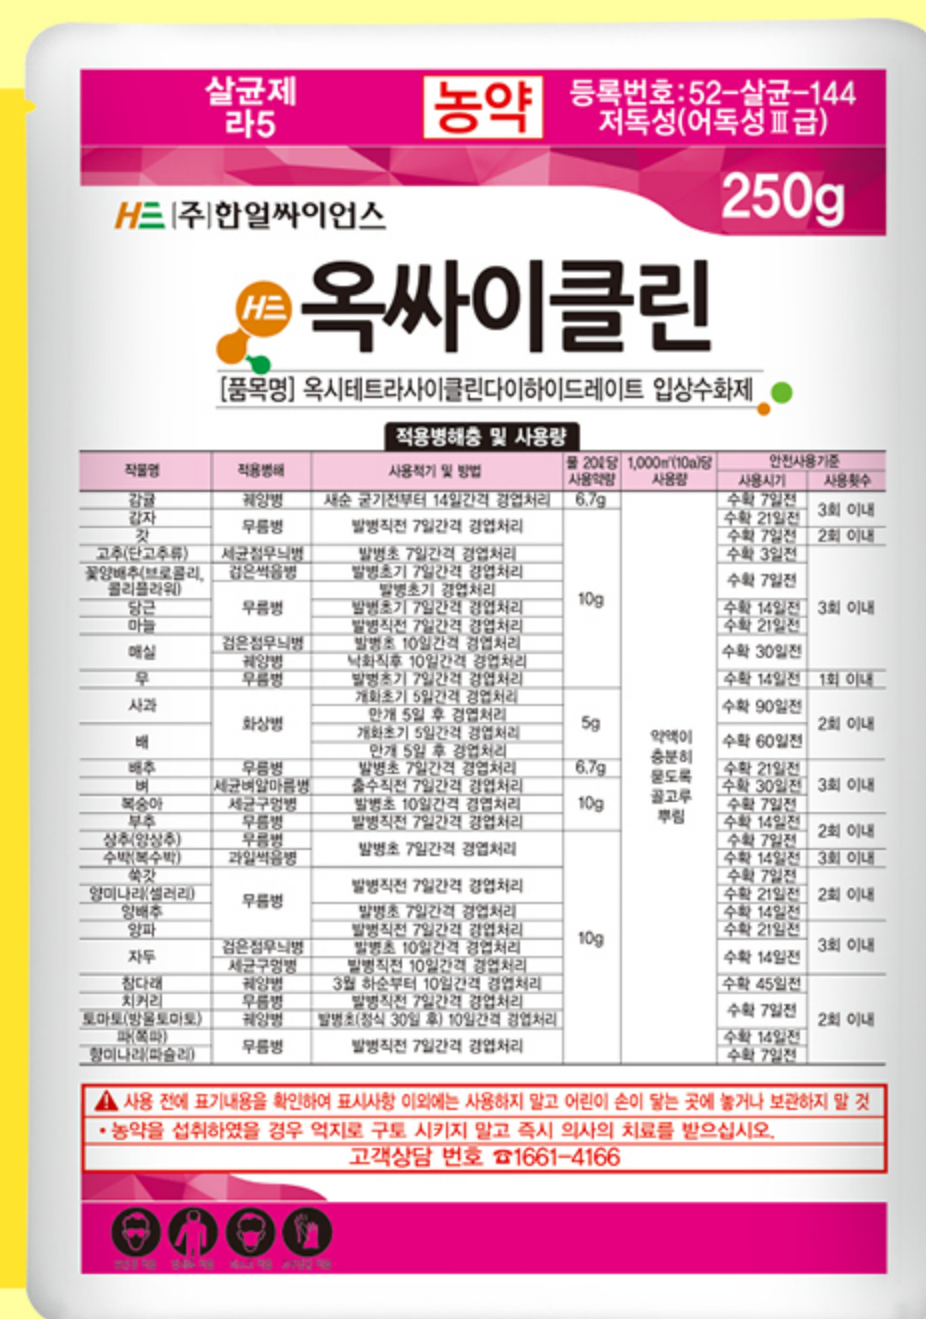 살균제
라5
농약
등록번호:52-살균-144
저독성(어독성Ⅲ급)
250g
HE (주)한얼싸이언스
HE 옥싸이클린
[품목명] 옥시테트라사이클린다이하이드레이트 입상수화제
적용병해충 및 사용량
작물명 적용병해 사용적기 및 방법 물 20ℓ당 사용약량 1,000㎡(10a)당 사용량 안전사용기준
사용시기 사용횟수
감귤 궤양병 새순 굳기전부터 14일간격 경엽처리 6.7g 수확 7일전 3회 이내
감자 무름병 발병직전 7일간격 경엽처리 10g 수확 21일전
갓 수확 7일전 2회 이내
고추(단고추류) 세균점무늬병 발병초 7일간격 경엽처리 수확 3일전 3회 이내
꽃양배추(브로콜리, 검은썩음병 발병초기 7일간격 경엽처리 수확 7일전
콜리플라워) 무름병 발병초기 경엽처리
당근 발병초기 7일간격 경엽처리 수확 14일전
마늘 발병직전 7일간격 경엽처리 수확 21일전
매실 검은점무늬병 발병초 10일간격 경엽처리 수확 30일전
궤양병 낙화직후 10일간격 경엽처리
무 무름병 발병초기 7일간격 경엽처리 수확 14일전 1회 이내
사과 화상병 개화초기 5일간격 경엽처리 5g 수확 90일전 2회 이내
만개 5일 후 경엽처리
배 개화초기 5일간격 경엽처리 수확 60일전
만개 5일 후 경엽처리
약액이
충분히
묻도록
골고루
뿌림
배추 무름병 발병초 7일간격 경엽처리 6.7g 수확 21일전 3회 이내
벼 세균벼알마름병 출수직전 7일간격 경엽처리 10g 수확 30일전
복숭아 세균구멍병 발병초 10일간격 경엽처리 수확 7일전
부추 무름병 발병직전 7일간격 경엽처리 수확 14일전 2회 이내
상추(양상추) 무름병 발병초 7일간격 경엽처리 10g 수확 7일전
수박(복수박) 과일썩음병 수확 14일전 3회 이내
쑥갓 무름병 발병직전 7일간격 경엽처리 수확 7일전 2회 이내
양미나리(셀러리) 수확 21일전
양배추 발병초 7일간격 경엽처리 수확 14일전
양파 발병직전 7일간격 경엽처리 수확 21일전 3회 이내
자두 검은점무늬병 발병초 10일간격 경엽처리 수확 14일전
세균구멍병 발병직전 10일간격 경엽처리
참다래 궤양병 3월 하순부터 10일간격 경엽처리 수확 45일전 2회 이내
치커리 무름병 발병직전 7일간격 경엽처리 수확 7일전
토마토(방울토마토) 궤양병 발병초(정식 30일 후) 10일간격 경엽처리
파(쪽파) 무름병 발병직전 7일간격 경엽처리 수확 14일전
향미나리(파슬리) 수확 7일전
사용 전에 표기내용을 확인하여 표시사항 이외에는 사용하지 말고 어린이 손이 닿는 곳에 놓거나 보관하지 말 것
• 농약을 섭취하였을 경우 억지로 구토 시키지 말고 즉시 의사의 치료를 받으십시오.
고객상담 번호 ☎1661-4166